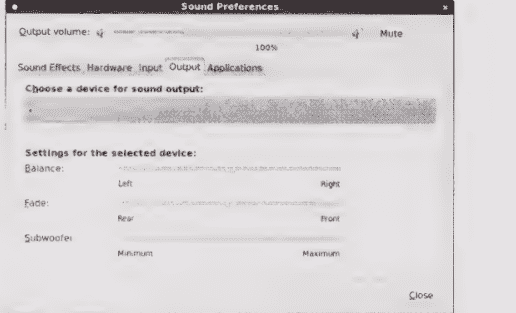 Sound Preferences
Output volume: Mute
100%
Sound Effects Hardware Input Output Applications
Choose a device for sound output:
Settings for the selected device:
Balance:
Left Right
Fade:
Rear Front
Subwoofer
Minimum Maximum
Close